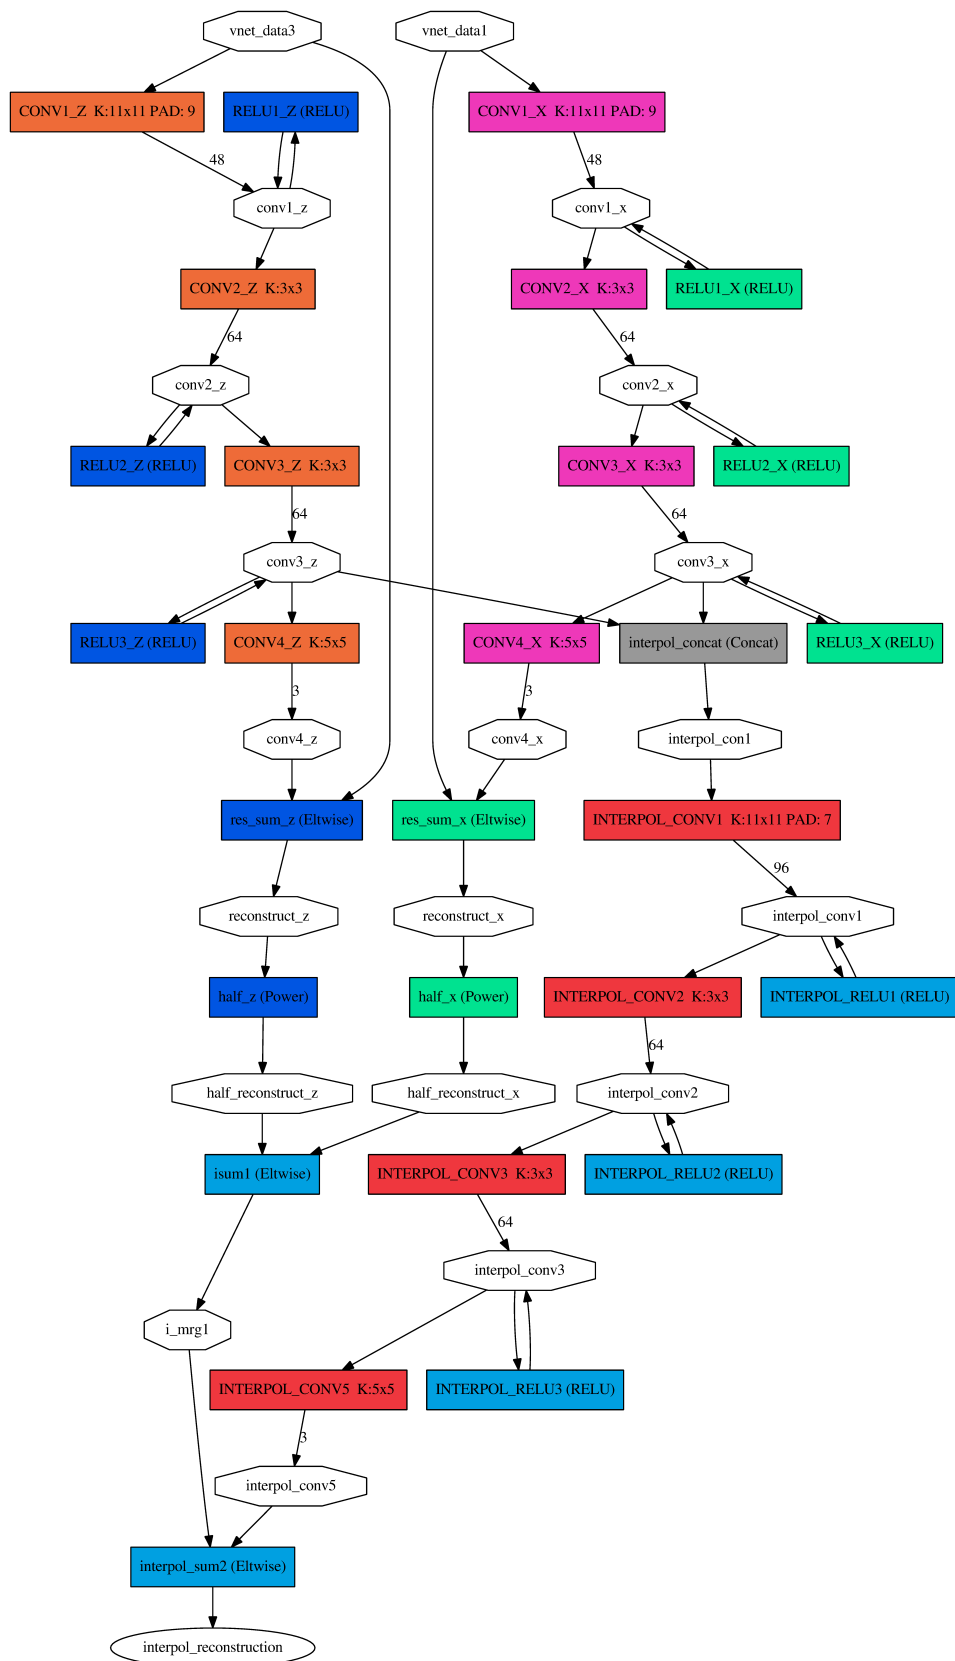 vnet_data3
vnet_data1
CONV1_Z K:11x11 PAD: 9
RELU1_Z (RELU)
CONV1_X K:11x11 PAD: 9
48
48
conv1_z
conv1_x
CONV2_Z K:3x3
CONV2_X K:3x3
RELU1_X (RELU)
64
64
conv2_z
conv2_x
RELU2_Z (RELU)
CONV3_Z K:3x3
CONV3_X K:3x3
RELU2_X (RELU)
64
64
conv3_z
conv3_x
RELU3_Z (RELU)
CONV4_Z K:5x5
CONV4_X K:5x5
interpol_concat (Concat)
RELU3_X (RELU)
3
3
conv4_z
conv4_x
interpol_con1
res_sum_z (Eltwise)
res_sum_x (Eltwise)
INTERPOL_CONV1 K:11x11 PAD: 7
96
reconstruct_z
reconstruct_x
interpol_conv1
half_z (Power)
half_x (Power)
INTERPOL_CONV2 K:3x3
INTERPOL_RELU1 (RELU)
64
half_reconstruct_z
half_reconstruct_x
interpol_conv2
isum1 (Eltwise)
INTERPOL_CONV3 K:3x3
INTERPOL_RELU2 (RELU)
64
interpol_conv3
i_mrg1
INTERPOL_CONV5 K:5x5
INTERPOL_RELU3 (RELU)
3
interpol_conv5
interpol_sum2 (Eltwise)
interpol_reconstruction